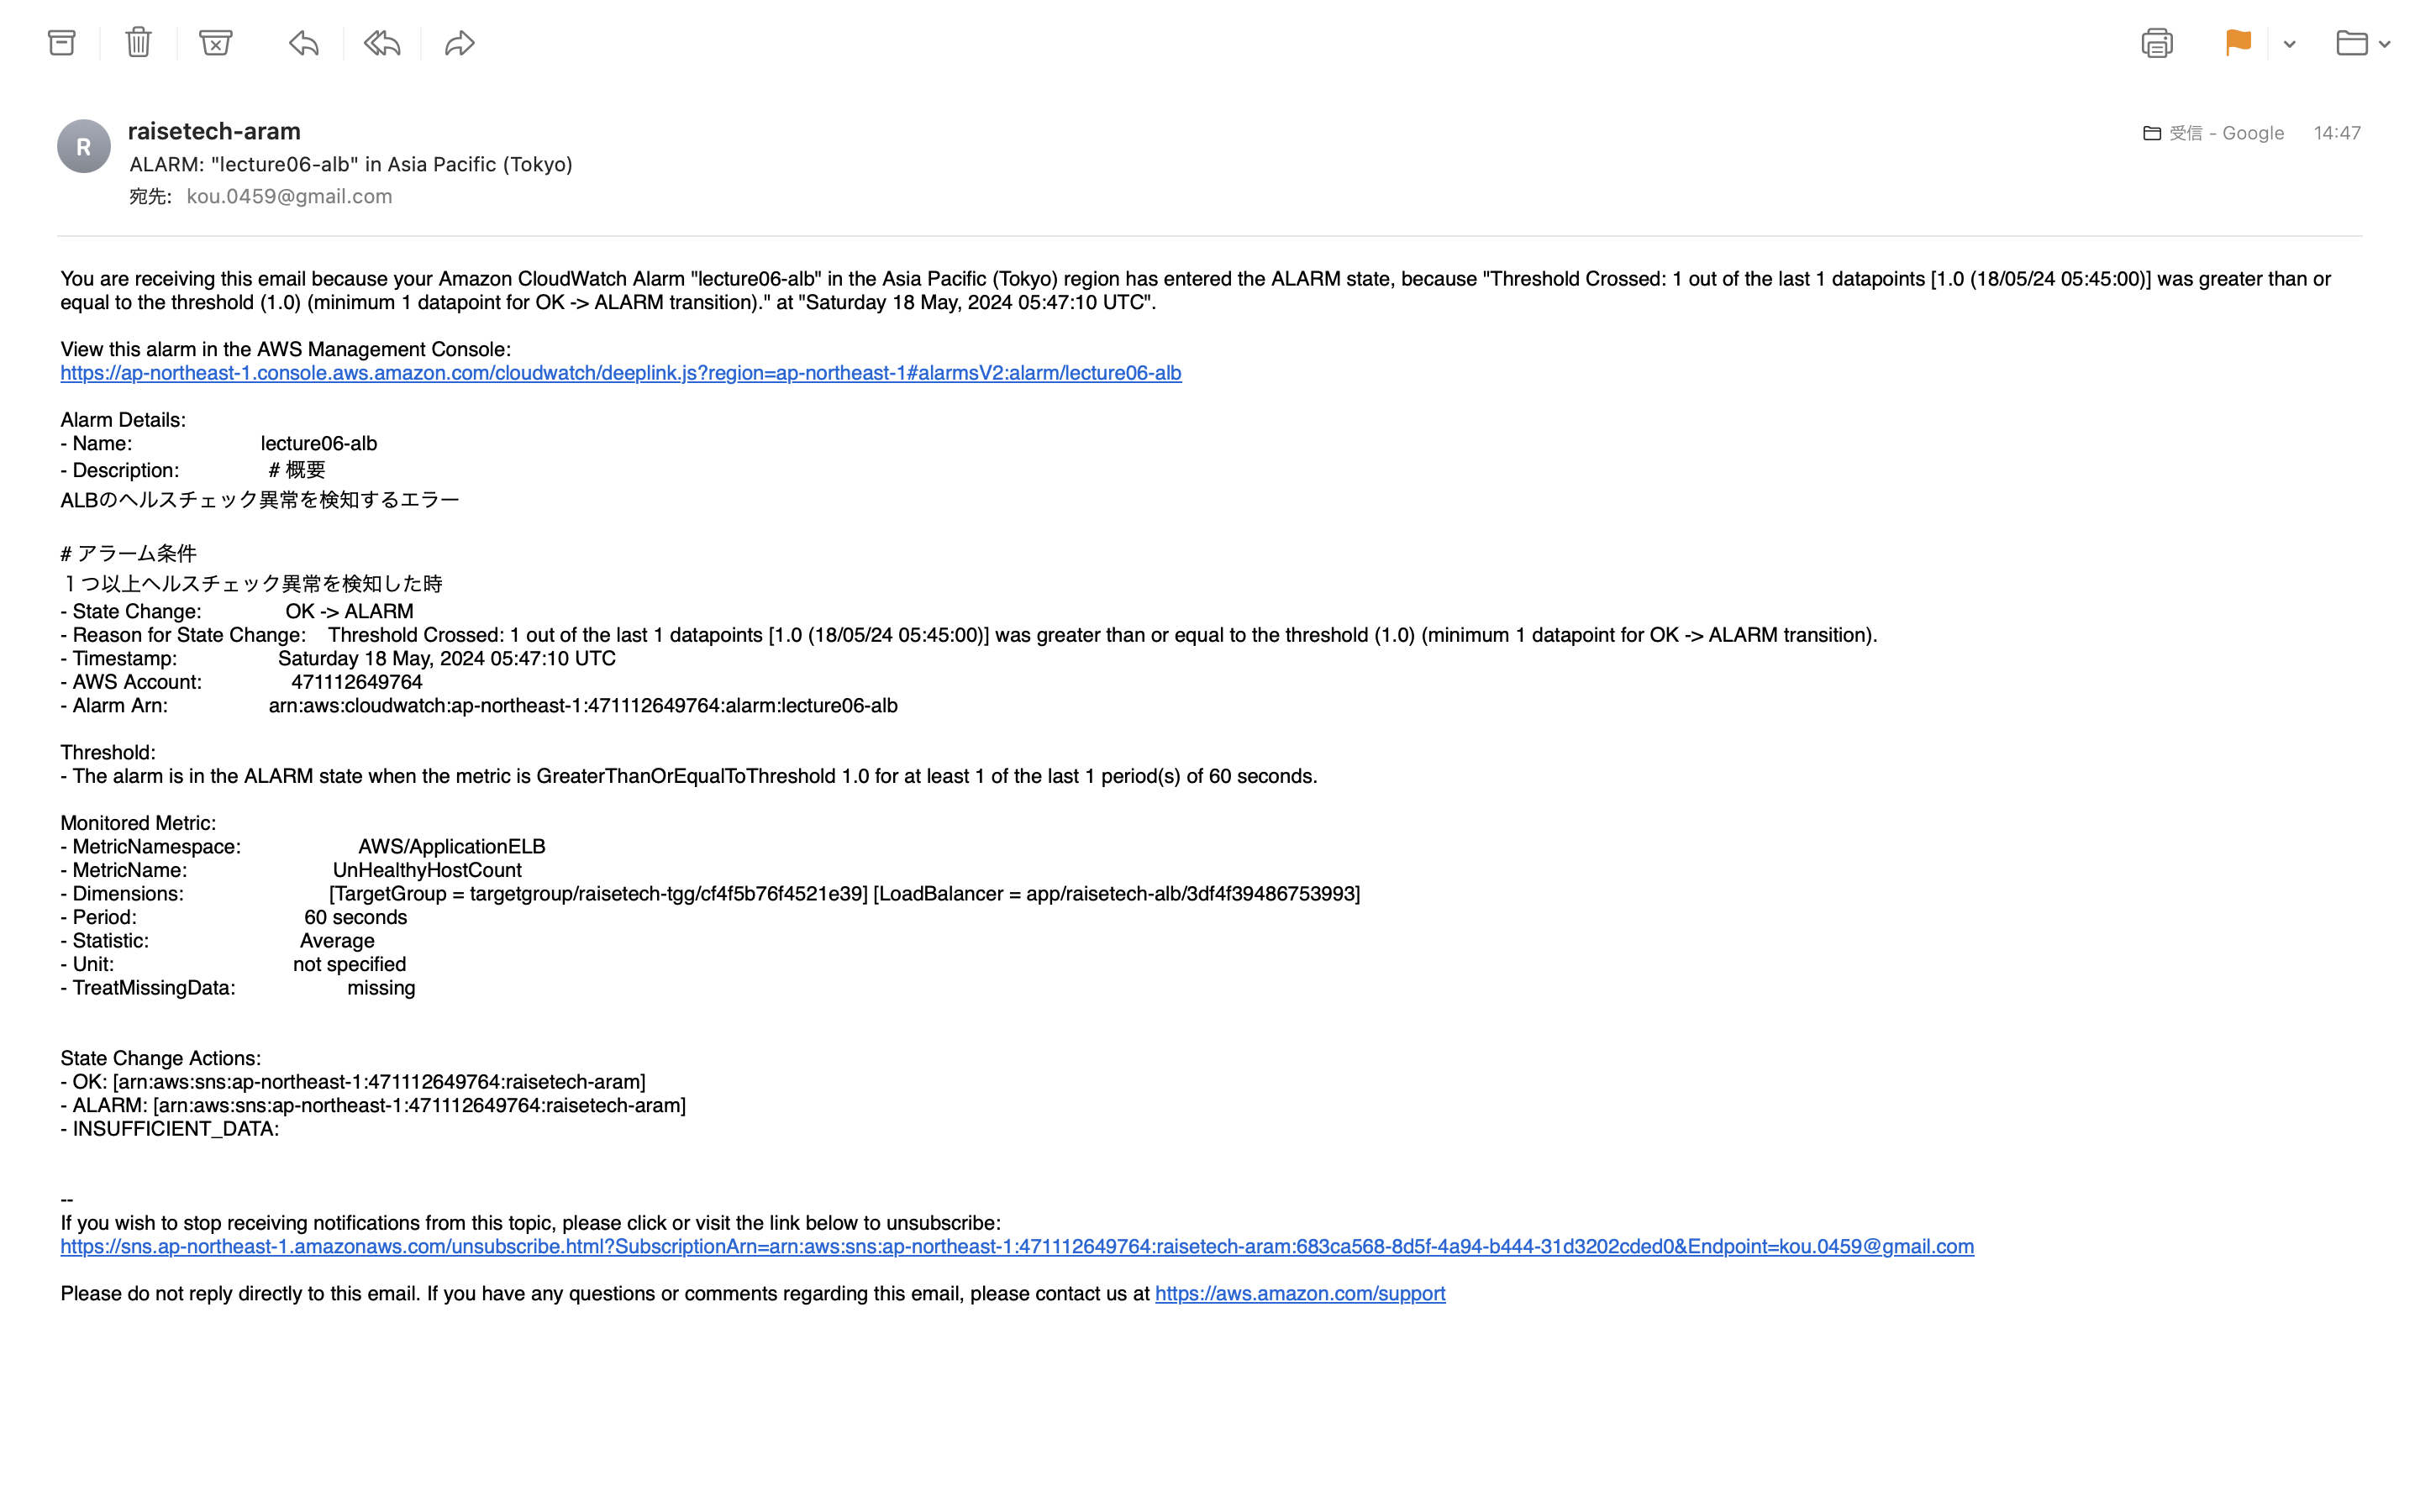 R
raisetech-aram
受信 - Google 14:47
ALARM: "lecture06-alb" in Asia Pacific (Tokyo)
宛先: kou.0459@gmail.com
You are receiving this email because your Amazon CloudWatch Alarm "lecture06-alb" in the Asia Pacific (Tokyo) region has entered the ALARM state, because "Threshold Crossed: 1 out of the last 1 datapoints [1.0 (18/05/24 05:45:00)] was greater than or
equal to the threshold (1.0) (minimum 1 datapoint for OK -> ALARM transition)." at "Saturday 18 May, 2024 05:47:10 UTC".
View this alarm in the AWS Management Console:
https://ap-northeast-1.console.aws.amazon.com/cloudwatch/deeplink.js?region=ap-northeast-1#alarmsV2:alarm/lecture06-alb
Alarm Details:
- Name: lecture06-alb
- Description: # 概要
ALBのヘルスチェック異常を検知するエラー
# アラーム条件
１つ以上ヘルスチェック異常を検知した時
- State Change: OK -> ALARM
- Reason for State Change: Threshold Crossed: 1 out of the last 1 datapoints [1.0 (18/05/24 05:45:00)] was greater than or equal to the threshold (1.0) (minimum 1 datapoint for OK -> ALARM transition).
- Timestamp: Saturday 18 May, 2024 05:47:10 UTC
- AWS Account: 471112649764
- Alarm Arn: arn:aws:cloudwatch:ap-northeast-1:471112649764:alarm:lecture06-alb
Threshold:
- The alarm is in the ALARM state when the metric is GreaterThanOrEqualToThreshold 1.0 for at least 1 of the last 1 period(s) of 60 seconds.
Monitored Metric:
- MetricNamespace: AWS/ApplicationELB
- MetricName: UnHealthyHostCount
- Dimensions: [TargetGroup = targetgroup/raisetech-tgg/cf4f5b76f4521e39] [LoadBalancer = app/raisetech-alb/3df4f39486753993]
- Period: 60 seconds
- Statistic: Average
- Unit: not specified
- TreatMissingData: missing
State Change Actions:
- OK: [arn:aws:sns:ap-northeast-1:471112649764:raisetech-aram]
- ALARM: [arn:aws:sns:ap-northeast-1:471112649764:raisetech-aram]
- INSUFFICIENT_DATA:
--
If you wish to stop receiving notifications from this topic, please click or visit the link below to unsubscribe:
https://sns.ap-northeast-1.amazonaws.com/unsubscribe.html?SubscriptionArn=arn:aws:sns:ap-northeast-1:471112649764:raisetech-aram:683ca568-8d5f-4a94-b444-31d3202cded0&Endpoint=kou.0459@gmail.com
Please do not reply directly to this email. If you have any questions or comments regarding this email, please contact us at https://aws.amazon.com/support